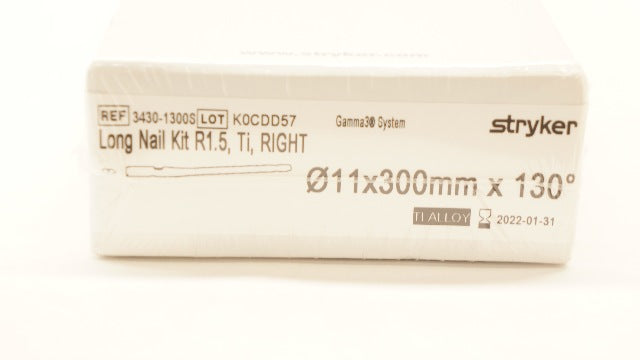 www.stryker.com
REF 3430-1300S LOT K0CDD57
Gamma3® System
stryker
Long Nail Kit R1.5, Ti, RIGHT
Ø11x300mm x 130°
TI ALLOY 2022-01-31